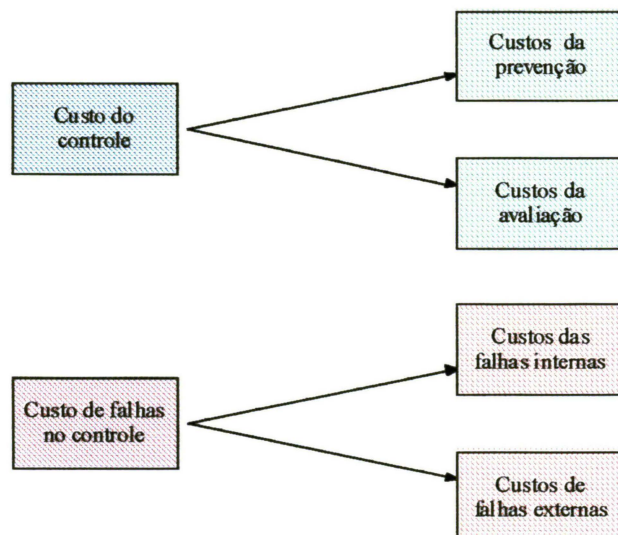 Custos da
prevenção
Custo do
controle
Custos da
avaliação
Custos das
falhas internas
Custo de falhas
no controle
Custos de
falhas externas